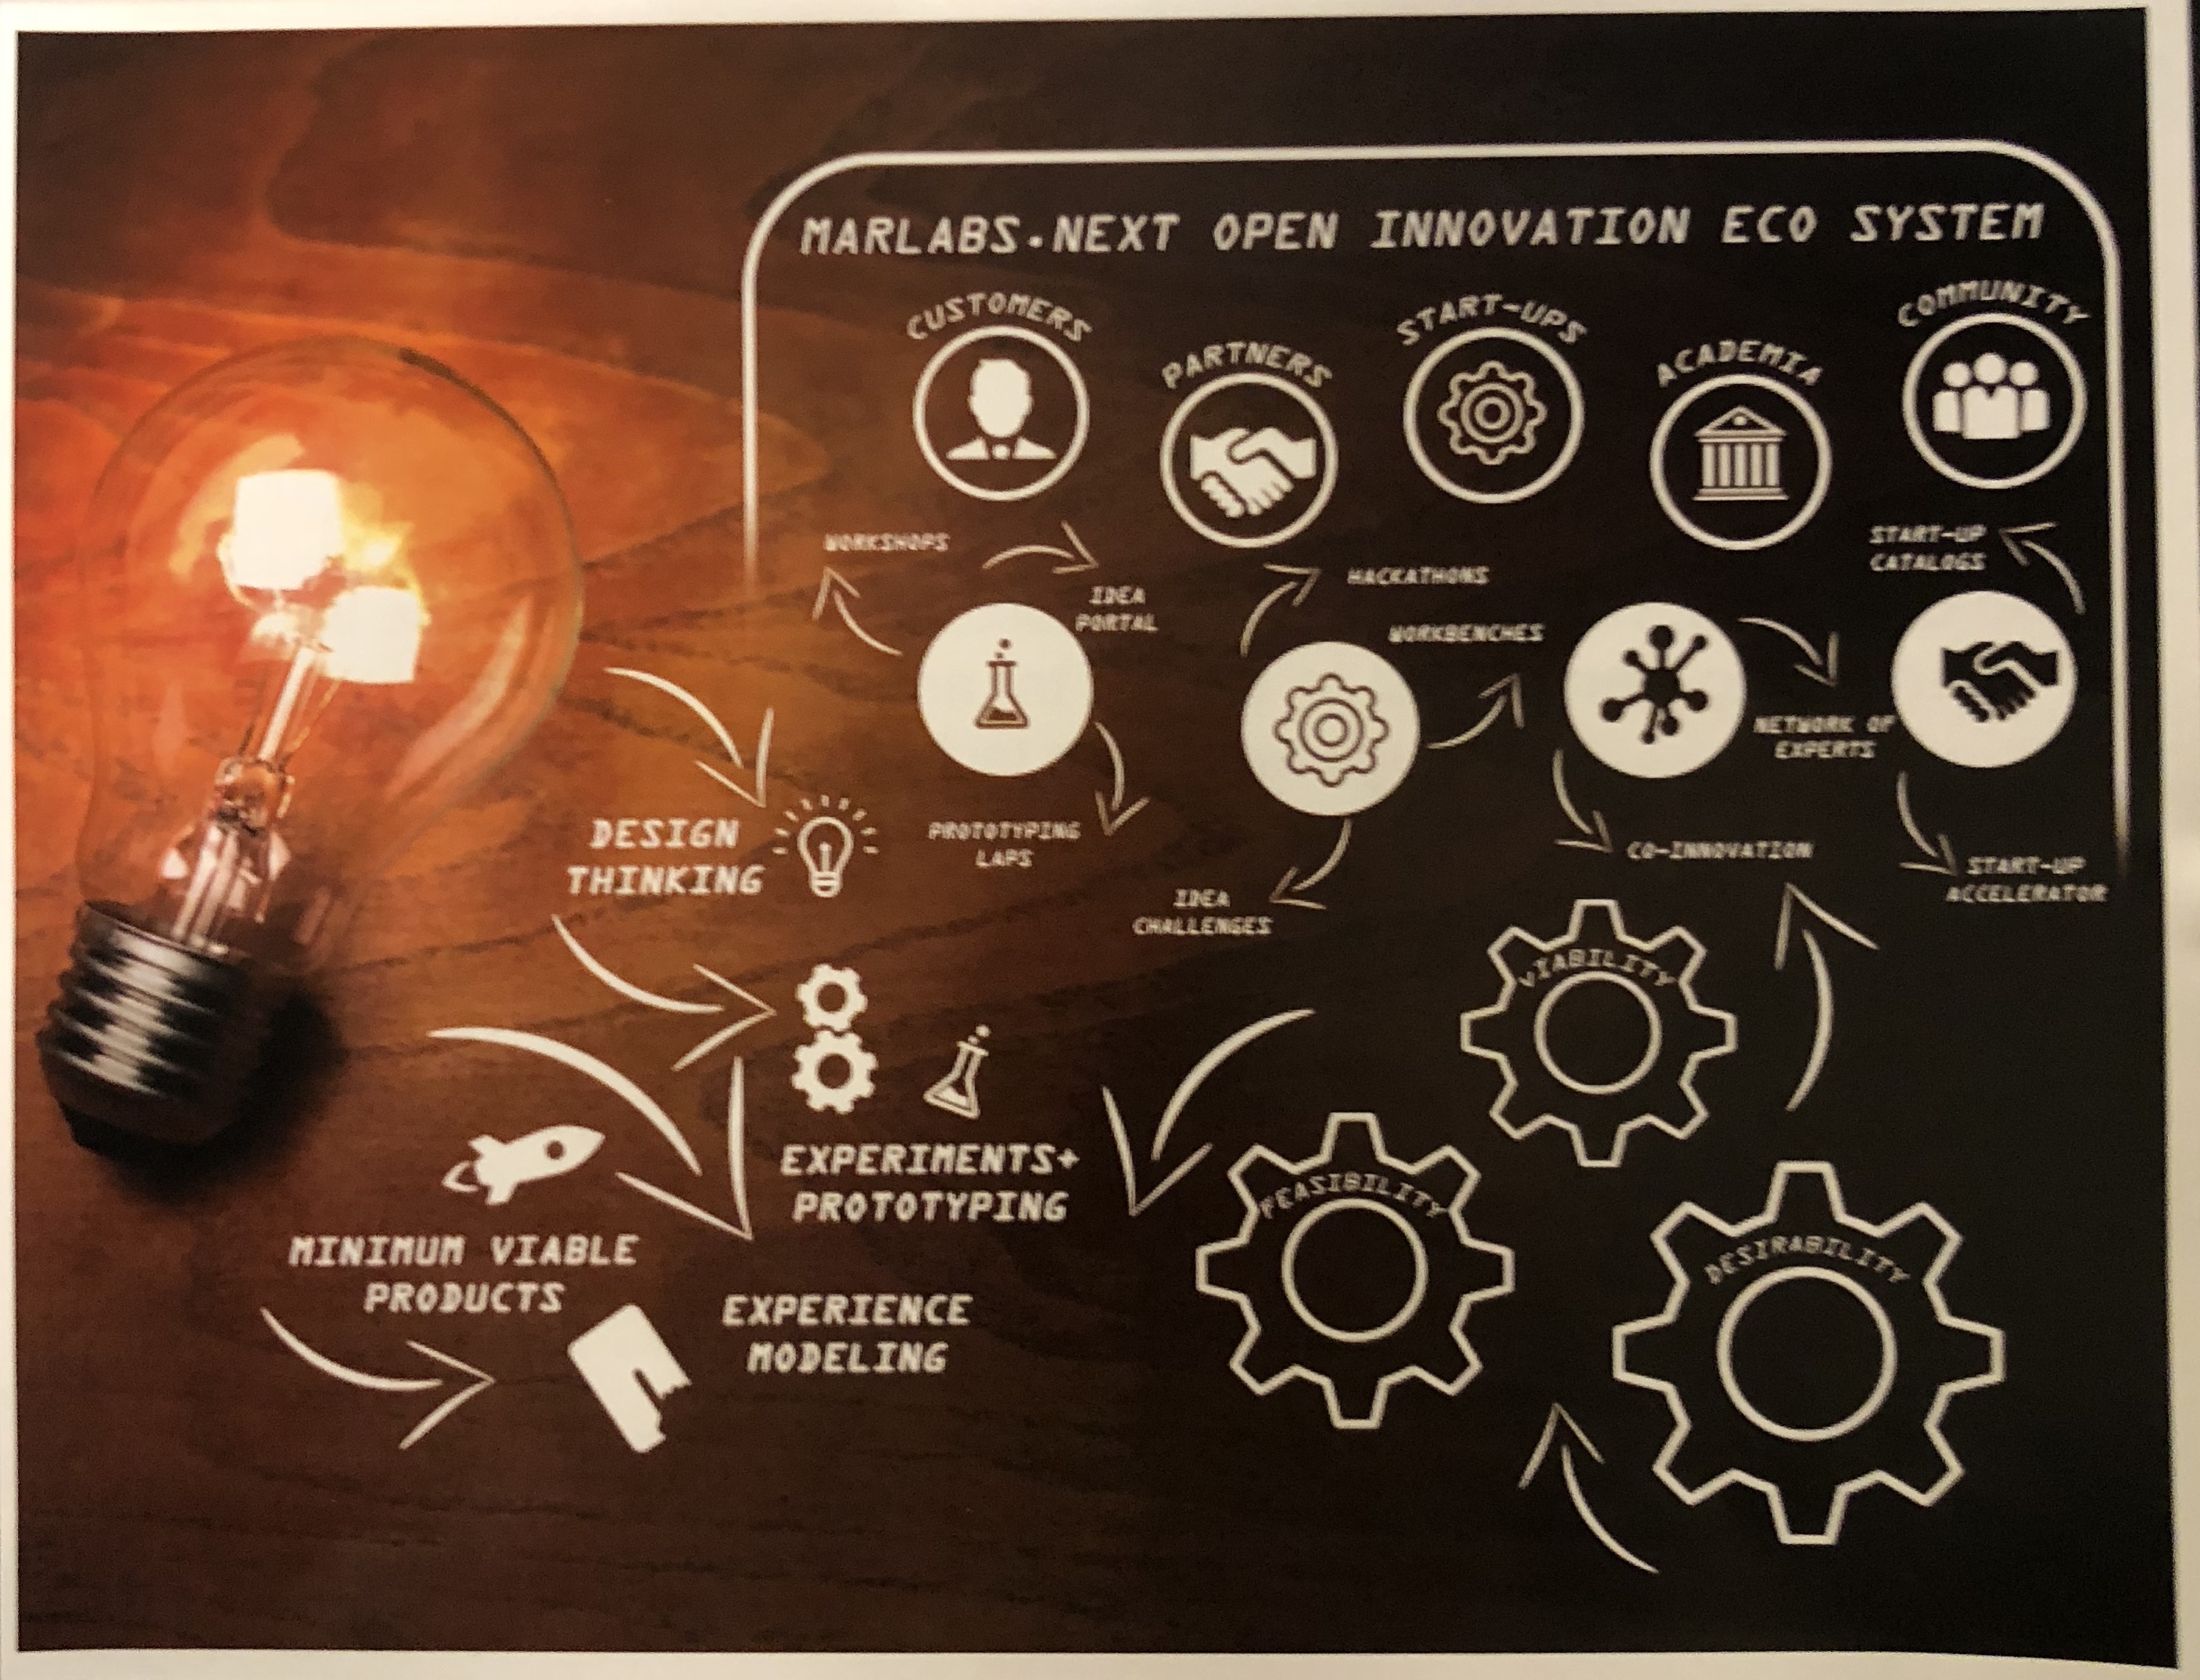 MARLABS.NEXT OPEN INNOVATION ECO SYSTEM
CUSTOMERS
PARTNERS
START-UPS
ACADEMIA
COMMUNITY
WORKSHOPS
IDEA
PORTAL
PROTOTYPING
LAPS
HACKATHONS
WORKBENCHES
IDEA
CHALLENGES
NETWORK OF
EXPERTS
CO-INNOVATION
START-UP
CATALOGS
START-UP
ACCELERATOR
DESIGN
THINKING
EXPERIMENTS+
PROTOTYPING
MINIMUM VIABLE
PRODUCTS
EXPERIENCE
MODELING
VIABILITY
FEASIBILITY
DESIRABILITY